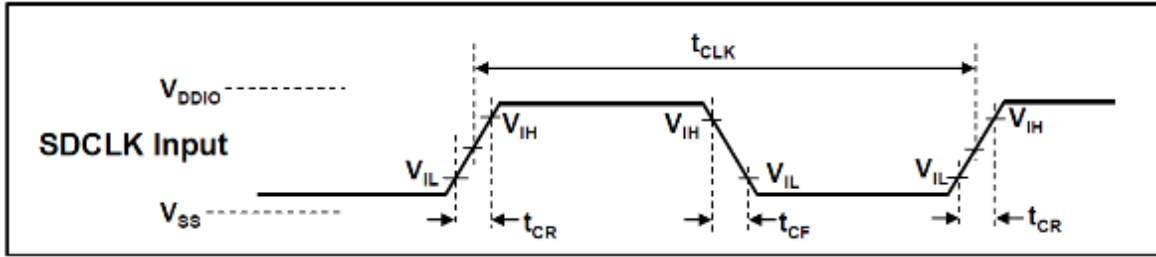 tCLK
VDDIO
VIH
VIH
VIH
SDCLK Input
VIL
VIL
VIL
VSS
tCR
tCF
tCR